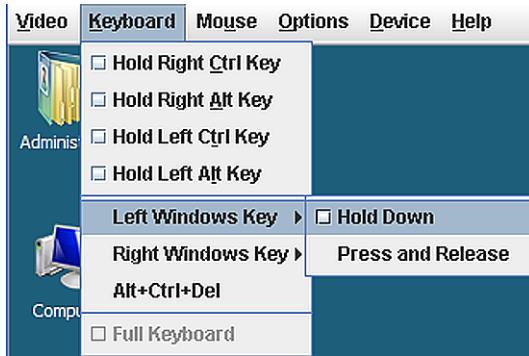 Video Keyboard Mouse Options Device Help
Hold Right Ctrl Key
Hold Right Alt Key
Adminis
Hold Left Ctrl Key
Hold Left Alt Key
Left Windows Key Hold Down
Right Windows Key Press and Release
Alt+Ctrl+Del
Compu
Full Keyboard